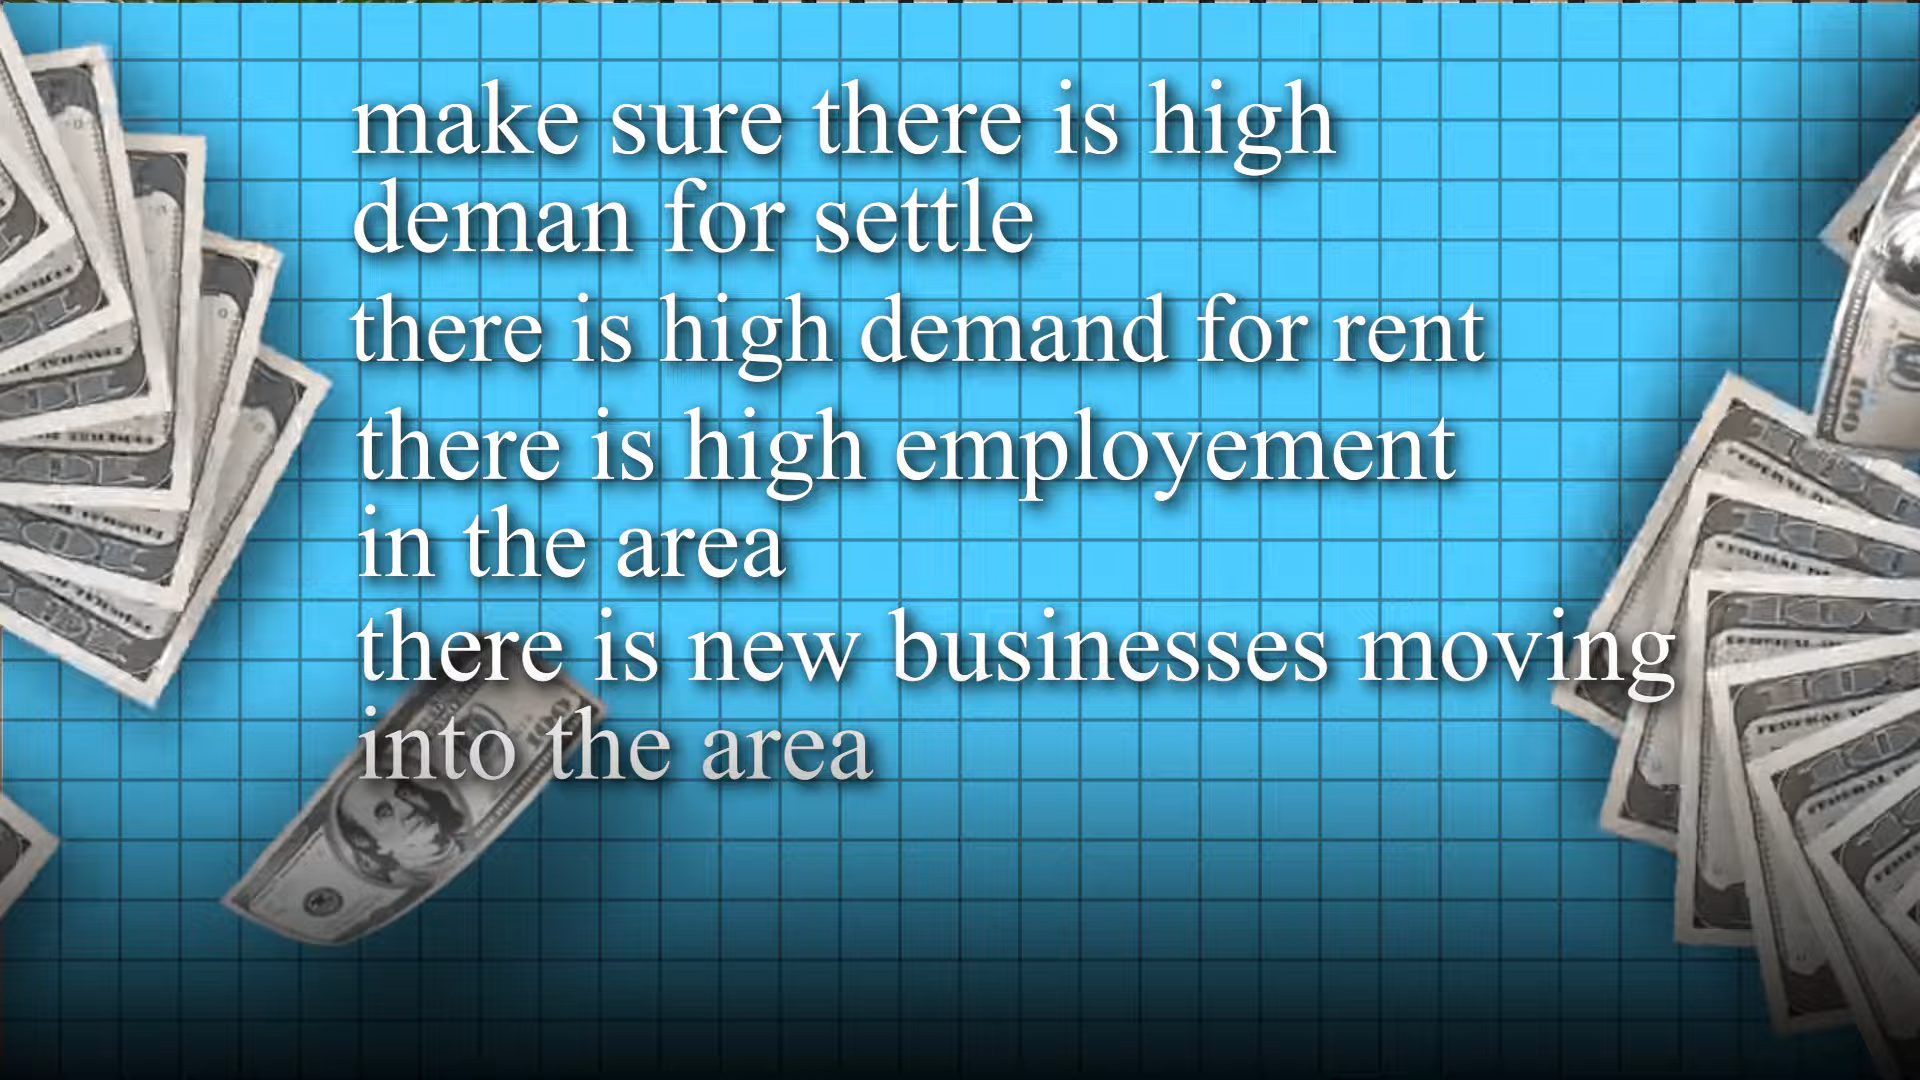 make sure there is high
deman for settle
there is high demand for rent
there is high employement
in the area
there is new businesses moving
into the area